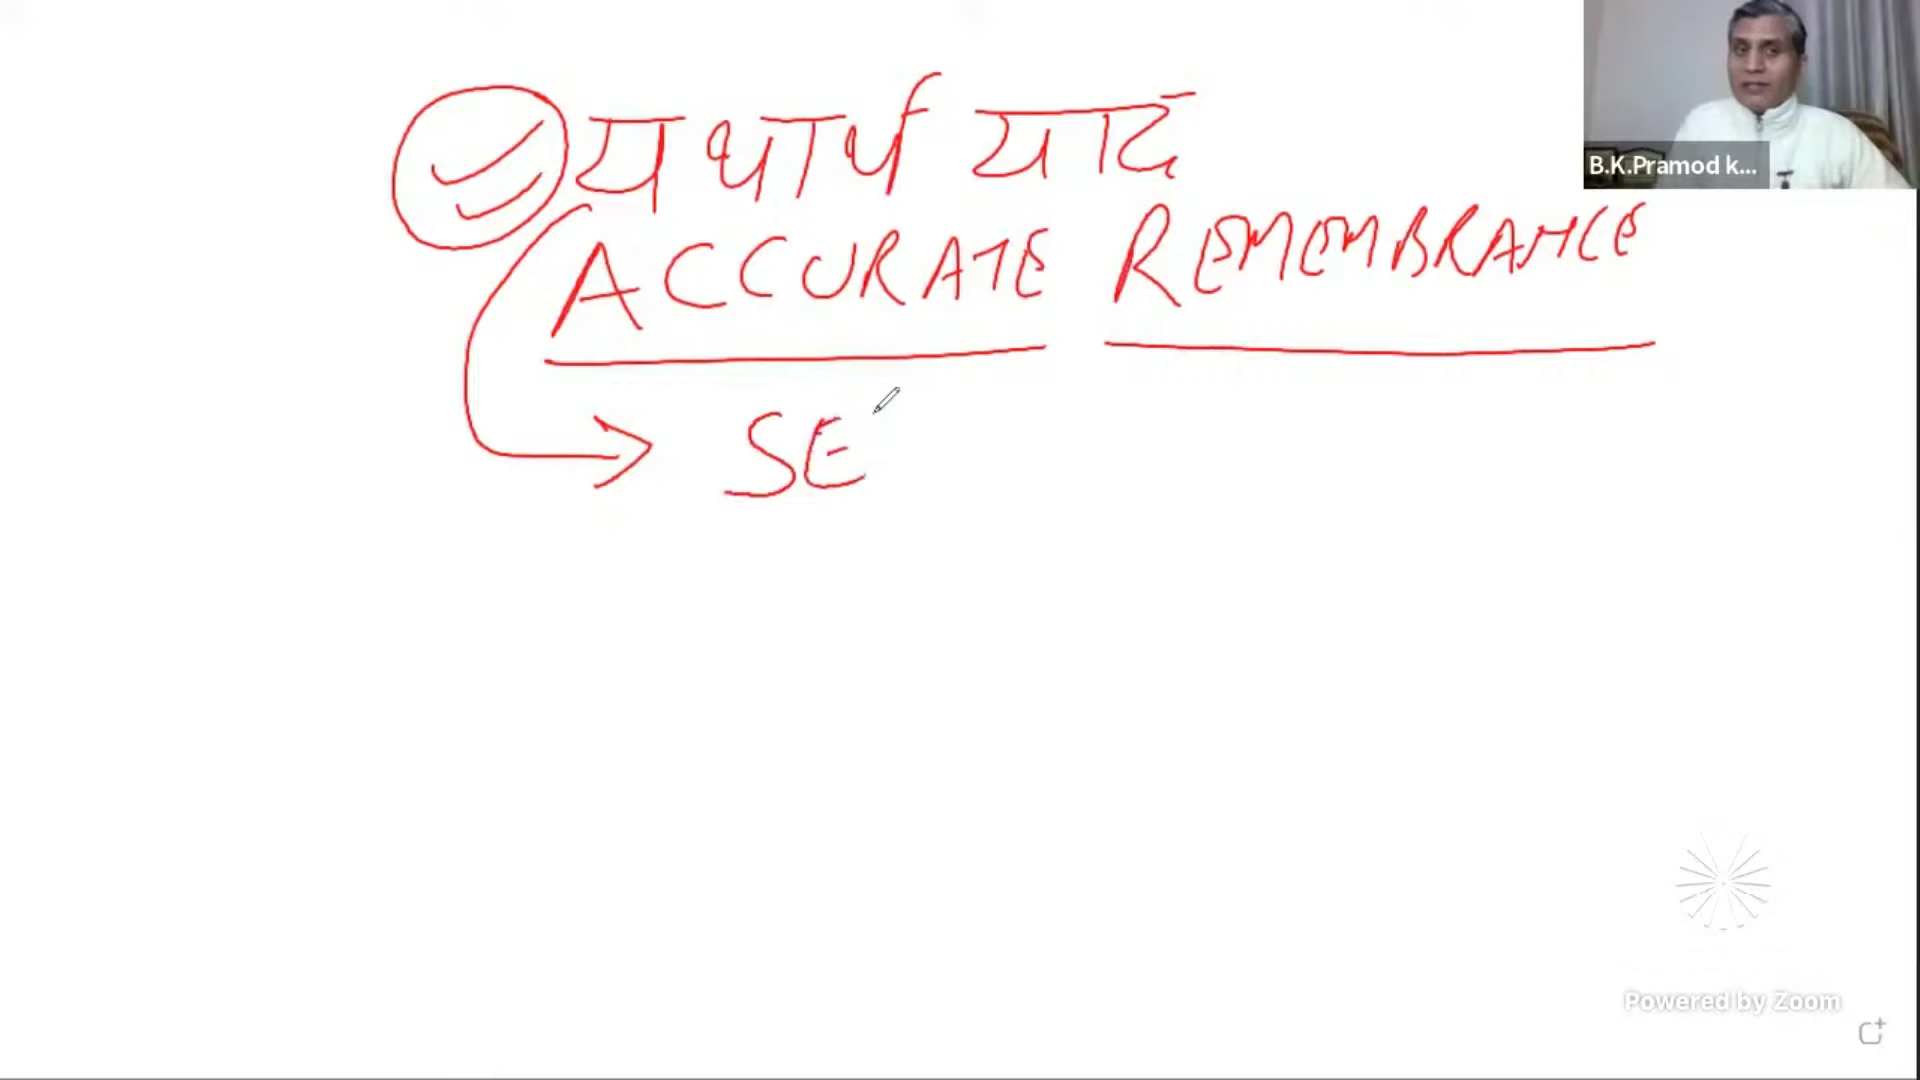 यथार्थ याद
B.K.Pramod k...
ACCURATE REMEMBRANCE
SE
Powered by Zoom